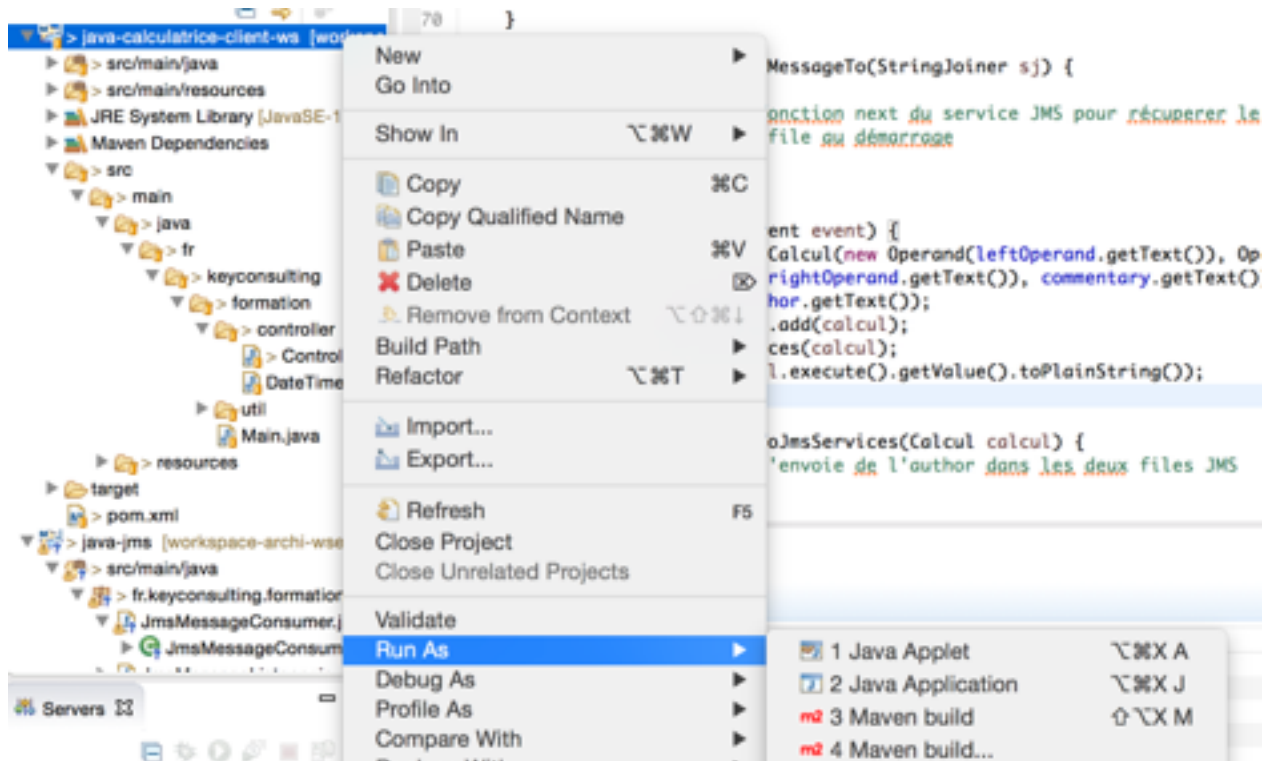 > java-calculatrice-client-ws [workspac
> src/main/java
> src/main/resources
JRE System Library [JavaSE-1
Maven Dependencies
> src
> main
> java
> fr
> keyconsulting
> formation
> controller
> Control
DateTime
> util
Main.java
> resources
target
> pom.xml
> java-jms [workspace-archi-wse
> src/main/java
> fr.keyconsulting.formation
JmsMessageConsumer.j
JmsMessageConsum
Servers
New
Go Into
Show In ⌥⌘W
Copy ⌘C
Copy Qualified Name
Paste ⌘V
Delete ⌦
Remove from Context ⌥⇧⌘↓
Build Path
Refactor ⌥⌘T
Import...
Export...
Refresh F5
Close Project
Close Unrelated Projects
Validate
Run As
Debug As
Profile As
Compare With
1 Java Applet ⌥⌘X A
2 Java Application ⌥⌘X J
m2 3 Maven build ⇧⌥X M
m2 4 Maven build...
70 }
MessageTo(StringJoiner sj) {
onction next du service JMS pour récuperer le
file au démarrage
ent event) {
Calcul(new Operand(leftOperand.getText()), Op
rightOperand.getText()), commentary.getText()
hor.getText());
.add(calcul);
ces(calcul);
l.execute().getValue().toPlainString());
oJmsServices(Calcul calcul) {
'envoie de l'author dans les deux files JMS